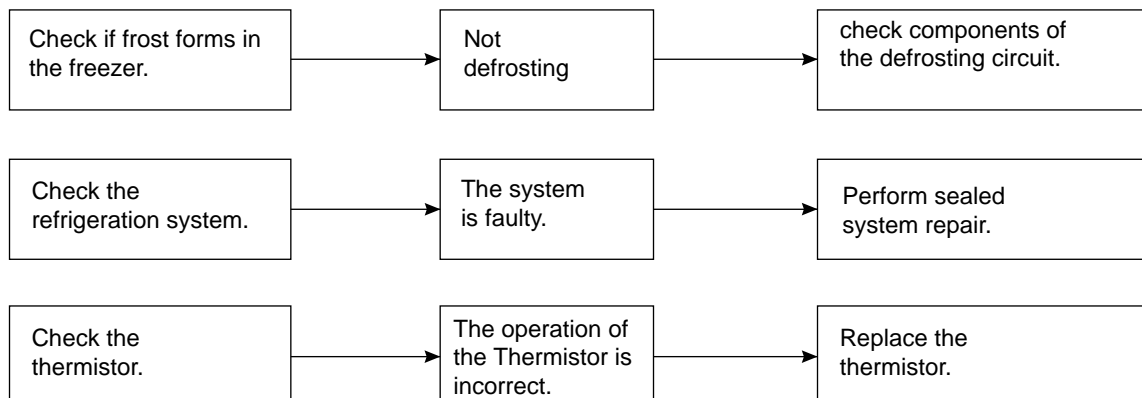 Check if frost forms in
the freezer.
Not
defrosting
check components of
the defrosting circuit.
Check the
refrigeration system.
The system
is faulty.
Perform sealed
system repair.
Check the
thermistor.
The operation of
the Thermistor is
incorrect.
Replace the
thermistor.